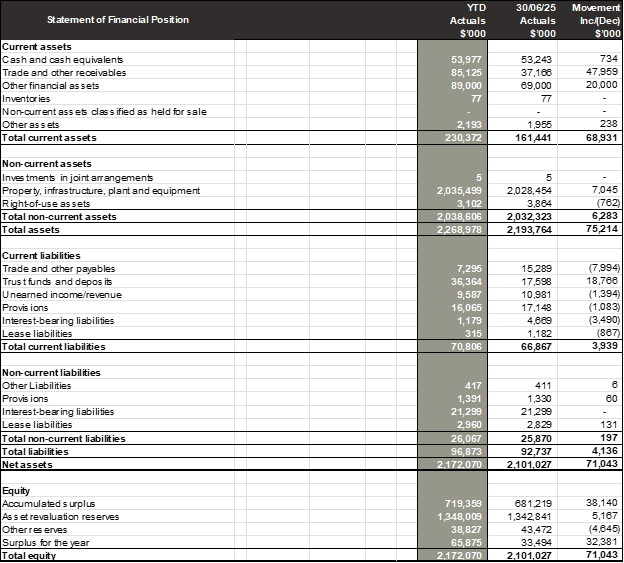 YTD 30/06/25 Movement
Statement of Financial Position Actuals Actuals Inc/(Dec)
$'000 $'000 $'000
Current assets
Cash and cash equivalents 53,977 53,243 734
Trade and other receivables 85,125 37,166 47,959
Other financial assets 89,000 69,000 20,000
Inventories 77 77 -
Non-current assets classified as held for sale - - -
Other assets 2,193 1,955 238
Total current assets 230,372 161,441 68,931
Non-current assets
Investments in joint arrangements 5 5 -
Property, infrastructure, plant and equipment 2,035,499 2,028,454 7,045
Right-of-use assets 3,102 3,864 (762)
Total non-current assets 2,038,606 2,032,323 6,283
Total assets 2,268,978 2,193,764 75,214
Current liabilities
Trade and other payables 7,295 15,289 (7,994)
Trust funds and deposits 36,364 17,598 18,766
Unearned income/revenue 9,587 10,981 (1,394)
Provisions 16,065 17,148 (1,083)
Interest-bearing liabilities 1,179 4,669 (3,490)
Lease liabilities 315 1,182 (867)
Total current liabilities 70,806 66,867 3,939
Non-current liabilities
Other Liabilities 417 411 6
Provisions 1,391 1,330 60
Interest-bearing liabilities 21,299 21,299 -
Lease liabilities 2,960 2,829 131
Total non-current liabilities 26,067 25,870 197
Total liabilities 96,873 92,737 4,136
Net assets 2,172,070 2,101,027 71,043
Equity
Accumulated surplus 719,359 681,219 38,140
Asset revaluation reserves 1,348,009 1,342,841 5,167
Other reserves 38,827 43,472 (4,645)
Surplus for the year 65,875 33,494 32,381
Total equity 2,172,070 2,101,027 71,043